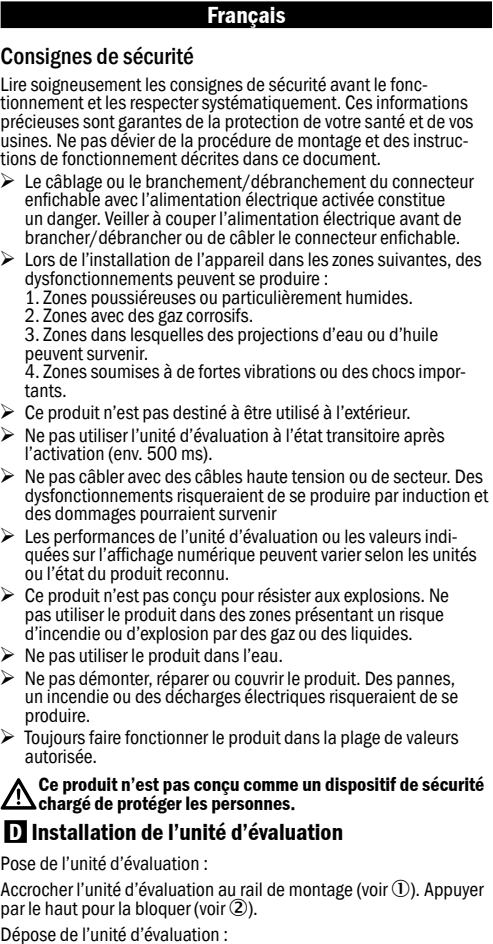 Français
Consignes de sécurité
Lire soigneusement les consignes de sécurité avant le fonc-
tionnement et les respecter systématiquement. Ces informations
précieuses sont garantes de la protection de votre santé et de vos
usines. Ne pas dévier de la procédure de montage et des instruc-
tions de fonctionnement décrites dans ce document.
➢ Le câblage ou le branchement/débranchement du connecteur
enfichable avec l'alimentation électrique activée constitue
un danger. Veiller à couper l'alimentation électrique avant de
brancher/débrancher ou de câbler le connecteur enfichable.
➢ Lors de l'installation de l'appareil dans les zones suivantes, des
dysfonctionnements peuvent se produire :
1. Zones poussiéreuses ou particulièrement humides.
2. Zones avec des gaz corrosifs.
3. Zones dans lesquelles des projections d'eau ou d'huile
peuvent survenir.
4. Zones soumises à de fortes vibrations ou des chocs impor-
tants.
➢ Ce produit n'est pas destiné à être utilisé à l'extérieur.
➢ Ne pas utiliser l'unité d'évaluation à l'état transitoire après
l'activation (env. 500 ms).
➢ Ne pas câbler avec des câbles haute tension ou de secteur. Des
dysfonctionnements risqueraient de se produire par induction et
des dommages pourraient survenir
➢ Les performances de l'unité d'évaluation ou les valeurs indi-
quées sur l'affichage numérique peuvent varier selon les unités
ou l'état du produit reconnu.
➢ Ce produit n'est pas conçu pour résister aux explosions. Ne
pas utiliser le produit dans des zones présentant un risque
d'incendie ou d'explosion par des gaz ou des liquides.
➢ Ne pas utiliser le produit dans l'eau.
➢ Ne pas démonter, réparer ou couvrir le produit. Des pannes,
un incendie ou des décharges électriques risqueraient de se
produire.
➢ Toujours faire fonctionner le produit dans la plage de valeurs
autorisée.
Ce produit n'est pas conçu comme un dispositif de sécurité
chargé de protéger les personnes.
D Installation de l'unité d'évaluation
Pose de l'unité d'évaluation :
Accrocher l'unité d'évaluation au rail de montage (voir ①). Appuyer
par le haut pour la bloquer (voir ②).
Dépose de l'unité d'évaluation :